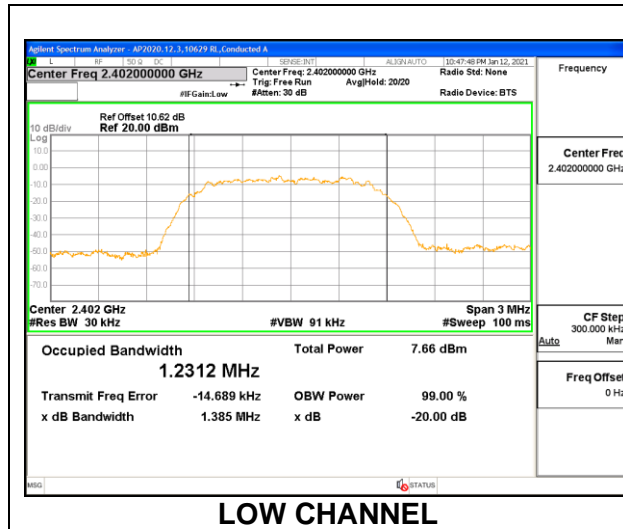 Agilent Spectrum Analyzer - AP2020.12.3,10629 RL,Conducted A
L RF 50 Ω DC SENSE:INT ALIGN AUTO 10:47:48 PM Jan 12, 2021
Center Freq 2.402000000 GHz Center Freq: 2.402000000 GHz Radio Std: None Frequency
Trig: Free Run Avg|Hold: 20/20
#IFGain:Low #Atten: 30 dB Radio Device: BTS
Ref Offset 10.62 dB
10 dB/div Ref 20.00 dBm
Log
10.0
0.00
-10.0
-20.0
-30.0
-40.0
-50.0
-60.0
-70.0
Center Freq
2.402000000 GHz
Center 2.402 GHz Span 3 MHz
#Res BW 30 kHz #VBW 91 kHz #Sweep 100 ms
CF Step
300.000 kHz
Auto Man
Occupied Bandwidth Total Power 7.66 dBm
1.2312 MHz
Transmit Freq Error -14.689 kHz OBW Power 99.00 %
x dB Bandwidth 1.385 MHz x dB -20.00 dB
Freq Offset
0 Hz
MSG STATUS
LOW CHANNEL